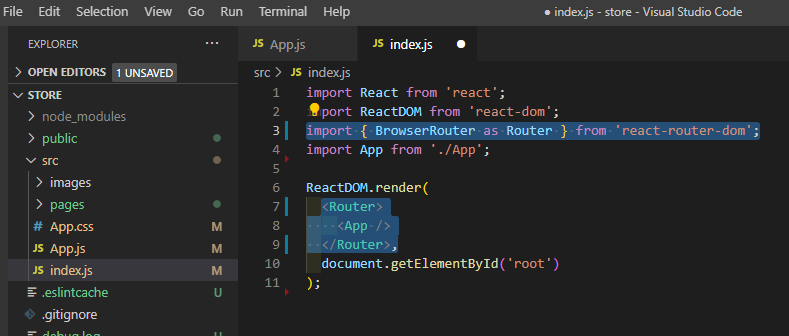 File Edit Selection View Go Run Terminal Help
● index.js - store - Visual Studio Code
EXPLORER ···
OPEN EDITORS 1 UNSAVED
STORE
node_modules
public
src
images
pages
# App.css M
JS App.js M
JS index.js M
.eslintcache U
.gitignore
JS App.js
JS index.js ●
src > JS index.js
1 import React from 'react';
2 import ReactDOM from 'react-dom';
3 import { BrowserRouter as Router } from 'react-router-dom';
4 import App from './App';
5
6 ReactDOM.render(
7 <Router>
8 <App />
9 </Router>,
10 document.getElementById('root')
11 );